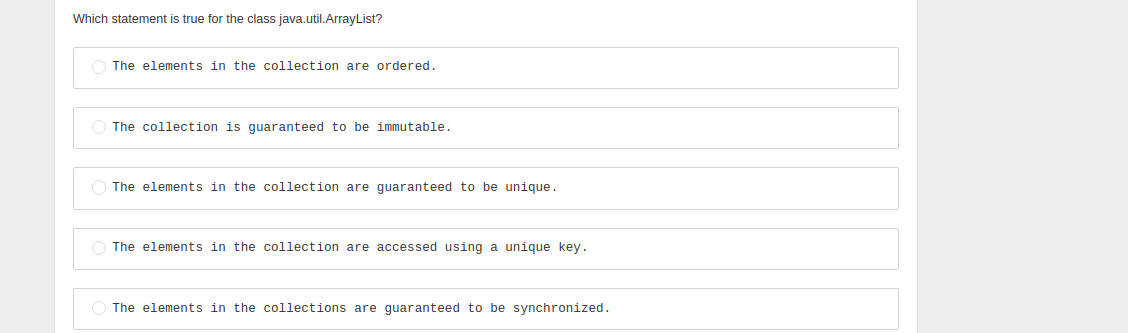 Which statement is true for the class java.util.ArrayList?
The elements in the collection are ordered.
The collection is guaranteed to be immutable.
The elements in the collection are guaranteed to be unique.
The elements in the collection are accessed using a unique key.
The elements in the collections are guaranteed to be synchronized.